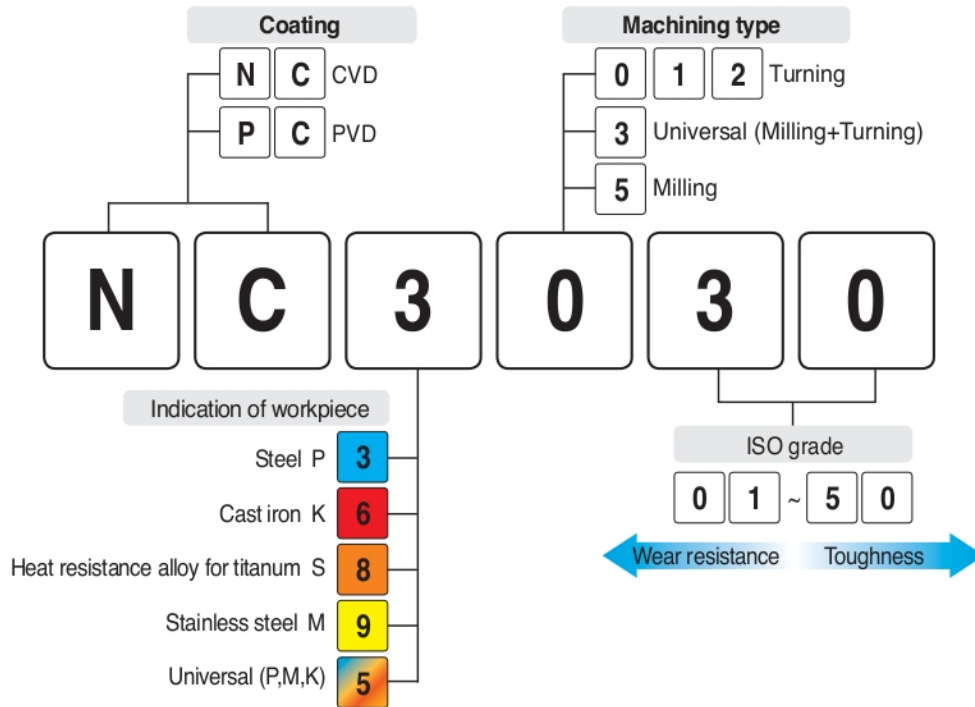 Coating
N C CVD
P C PVD
Machining type
0 1 2 Turning
3 Universal (Milling+Turning)
5 Milling
N C 3 0 3 0
Indication of workpiece
Steel P 3
Cast iron K 6
Heat resistance alloy for titanum S 8
Stainless steel M 9
Universal (P,M,K) 5
ISO grade
0 1 ~ 5 0
Wear resistance Toughness